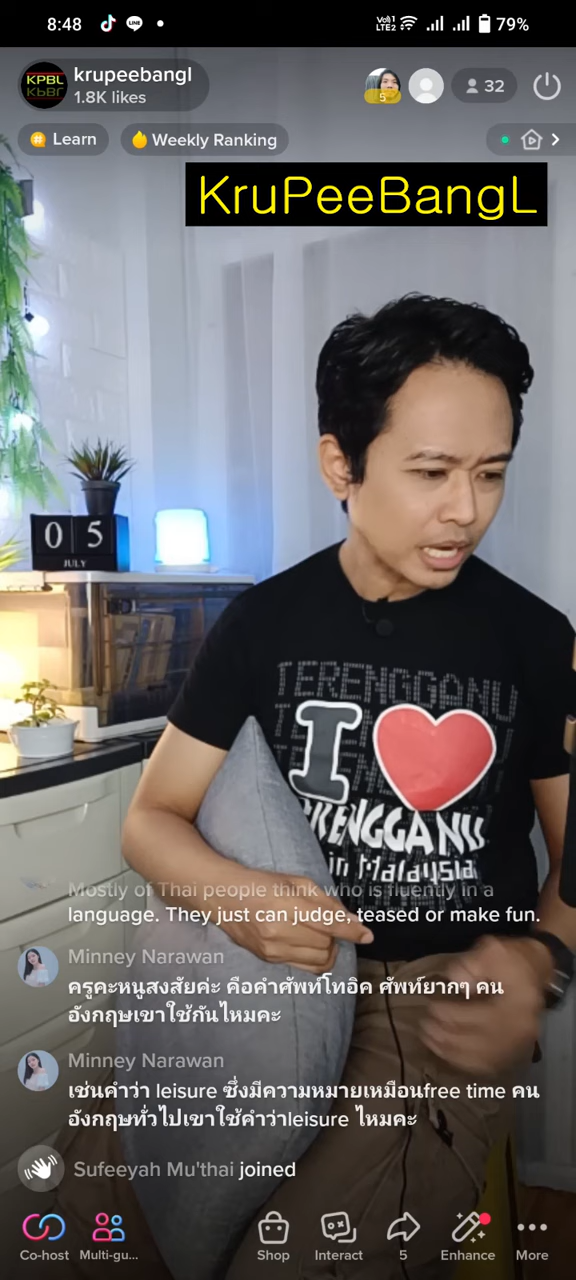 8:48
Vol) 1
LTE2
79%
KPBL
krupeebangl
1.8K likes
5
32
Learn
Weekly Ranking
KruPeeBangL
0 5
JULY
TERENGGANU
I
in Malaysia
Mostly of Thai people think who is fluently in a
language. They just can judge, teased or make fun.
Minney Narawan
ครูคะหนูสงสัยค่ะ คือคำศัพท์โทอิค ศัพท์ยากๆ คน
อังกฤษเขาใช้กันไหมคะ
Minney Narawan
เช่นคำว่า leisure ซึ่งมีความหมายเหมือนfree time คน
อังกฤษทั่วไปเขาใช้คำว่าleisure ไหมคะ
Sufeeyah Mu'thai joined
Co-host
Multi-gu...
Shop
Interact
5
Enhance
More